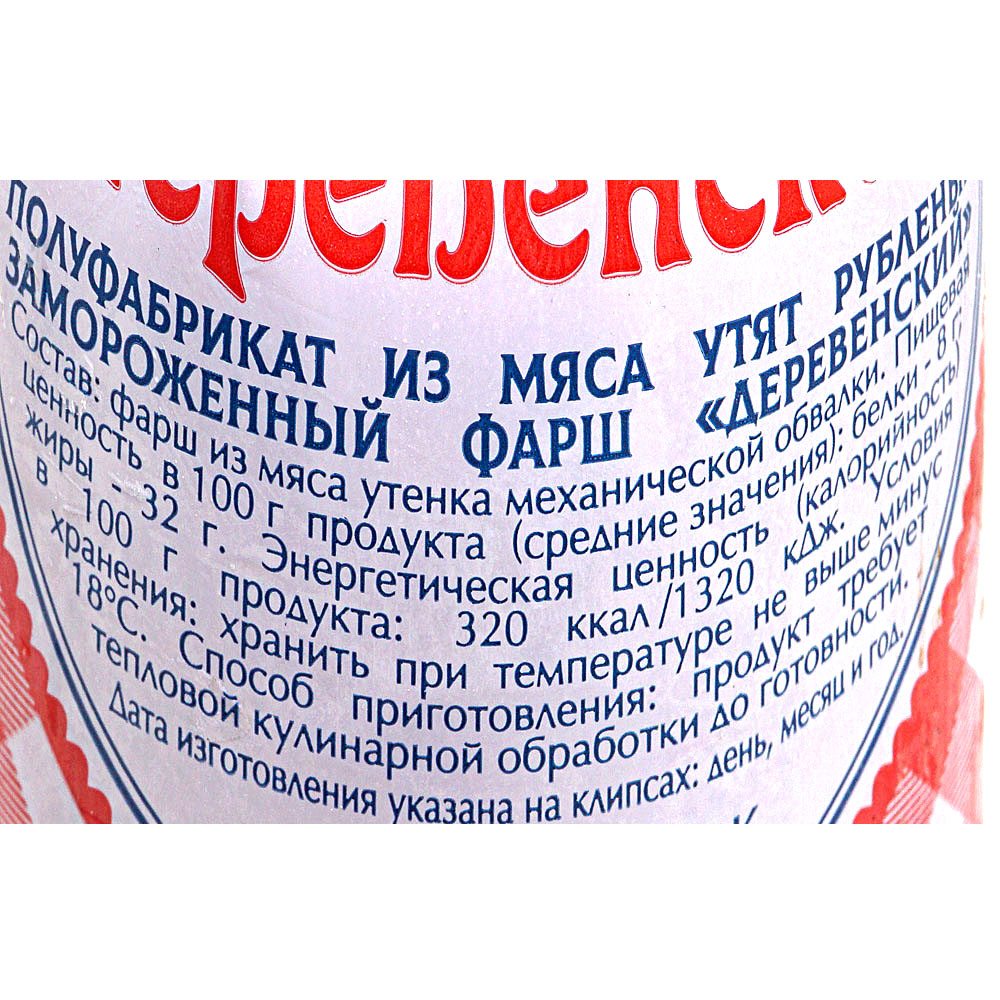 Деревенский
ПОЛУФАБРИКАТ ИЗ МЯСА УТЯТ РУБЛЕНЫЙ
ЗАМОРОЖЕННЫЙ ФАРШ «ДЕРЕВЕНСКИЙ»
Состав: фарш из мяса утенка механической обвалки. Пищевая
ценность в 100 г продукта (средние значения): белки - 8 г;
жиры - 32 г. Энергетическая ценность (калорийность)
в 100 г продукта: 320 ккал/1320 кДж. Условия
хранения: хранить при температуре не выше минус
18°С. Способ приготовления: продукт требует
тепловой кулинарной обработки до готовности.
Дата изготовления указана на клипсах: день, месяц и год.